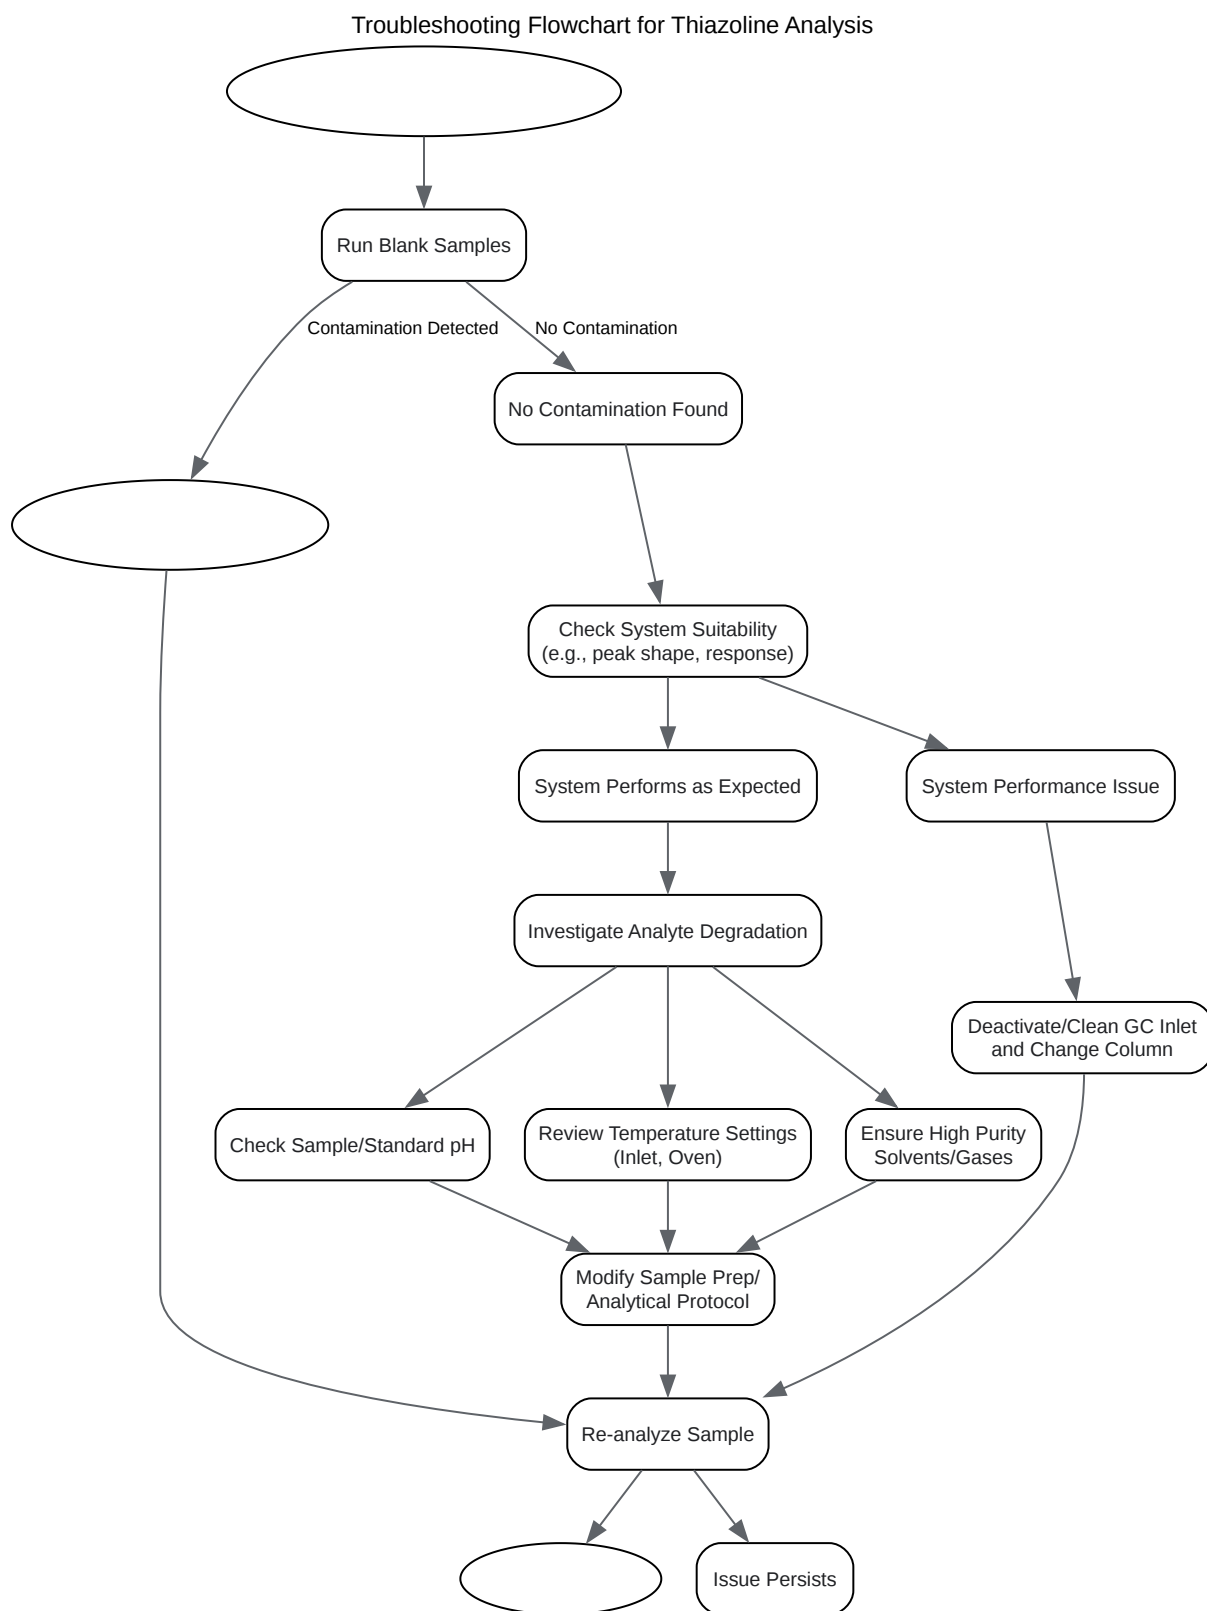 Troubleshooting Flowchart for Thiazoline Analysis
Run Blank Samples
Contamination Detected
No Contamination
No Contamination Found
Check System Suitability
(e.g., peak shape, response)
System Performs as Expected
System Performance Issue
Investigate Analyte Degradation
Deactivate/Clean GC Inlet
and Change Column
Check Sample/Standard pH
Review Temperature Settings
(Inlet, Oven)
Ensure High Purity
Solvents/Gases
Modify Sample Prep/
Analytical Protocol
Re-analyze Sample
Issue Persists